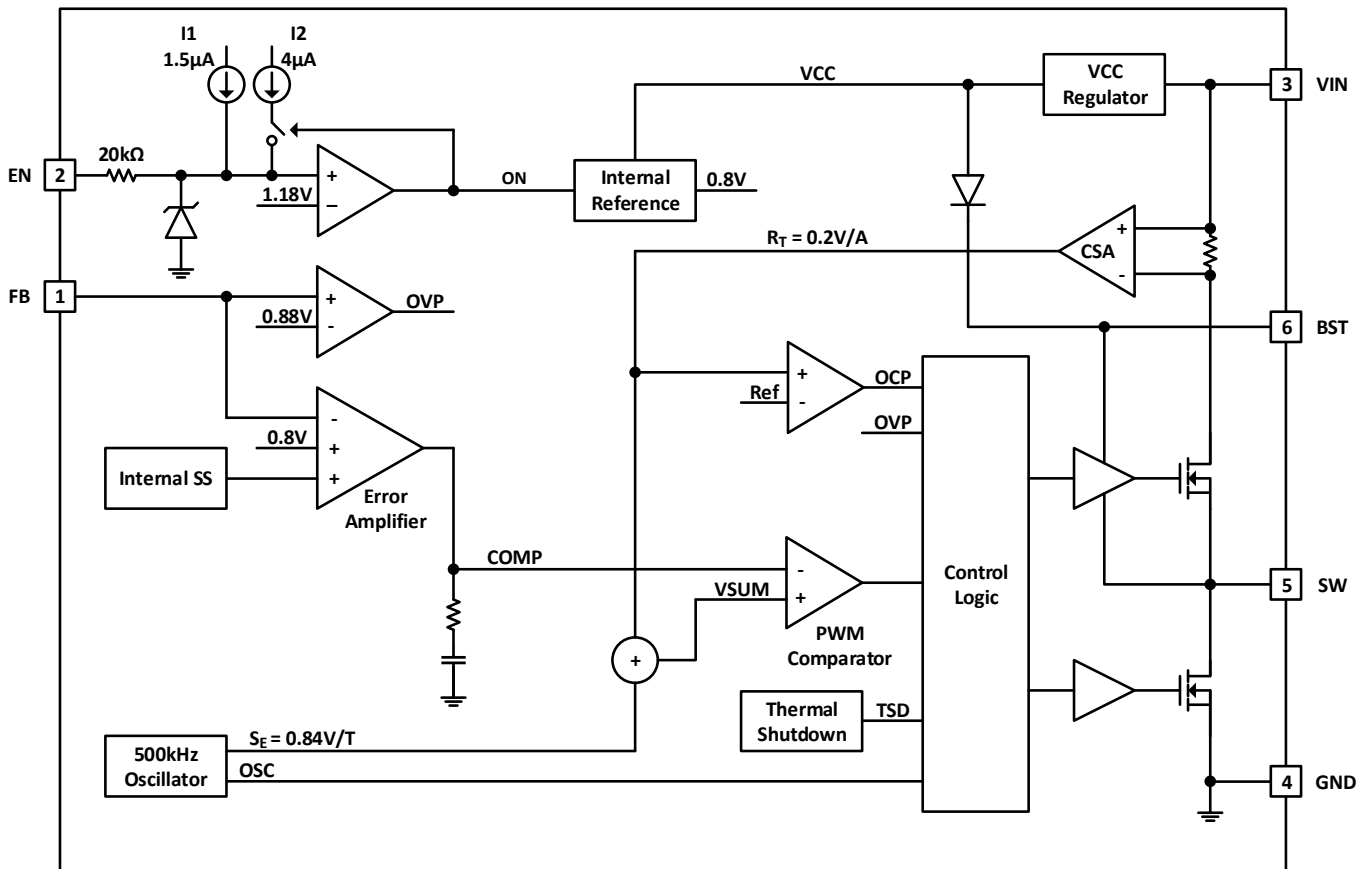 I1
1.5µA
I2
4µA
VCC
VCC
Regulator
3
VIN
EN
2
20kΩ
+
1.18V
–
ON
Internal
Reference
0.8V
R_T = 0.2V/A
CSA
+
-
FB
1
+
0.88V
-
OVP
6
BST
+
Ref
-
OCP
OVP
-
0.8V
+
+
Internal SS
Error
Amplifier
COMP
-
VSUM
+
PWM
Comparator
Control
Logic
5
SW
+
Thermal
Shutdown
TSD
S_E = 0.84V/T
500kHz
Oscillator
OSC
4
GND